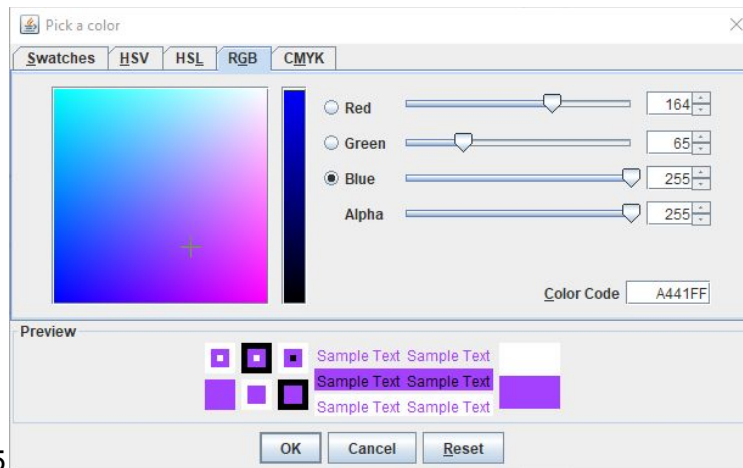 Pick a color
Swatches HSV HSL RGB CMYK
Red 164
Green 65
Blue 255
Alpha 255
Color Code A441FF
Preview
Sample Text Sample Text
Sample Text Sample Text
Sample Text Sample Text
OK Cancel Reset